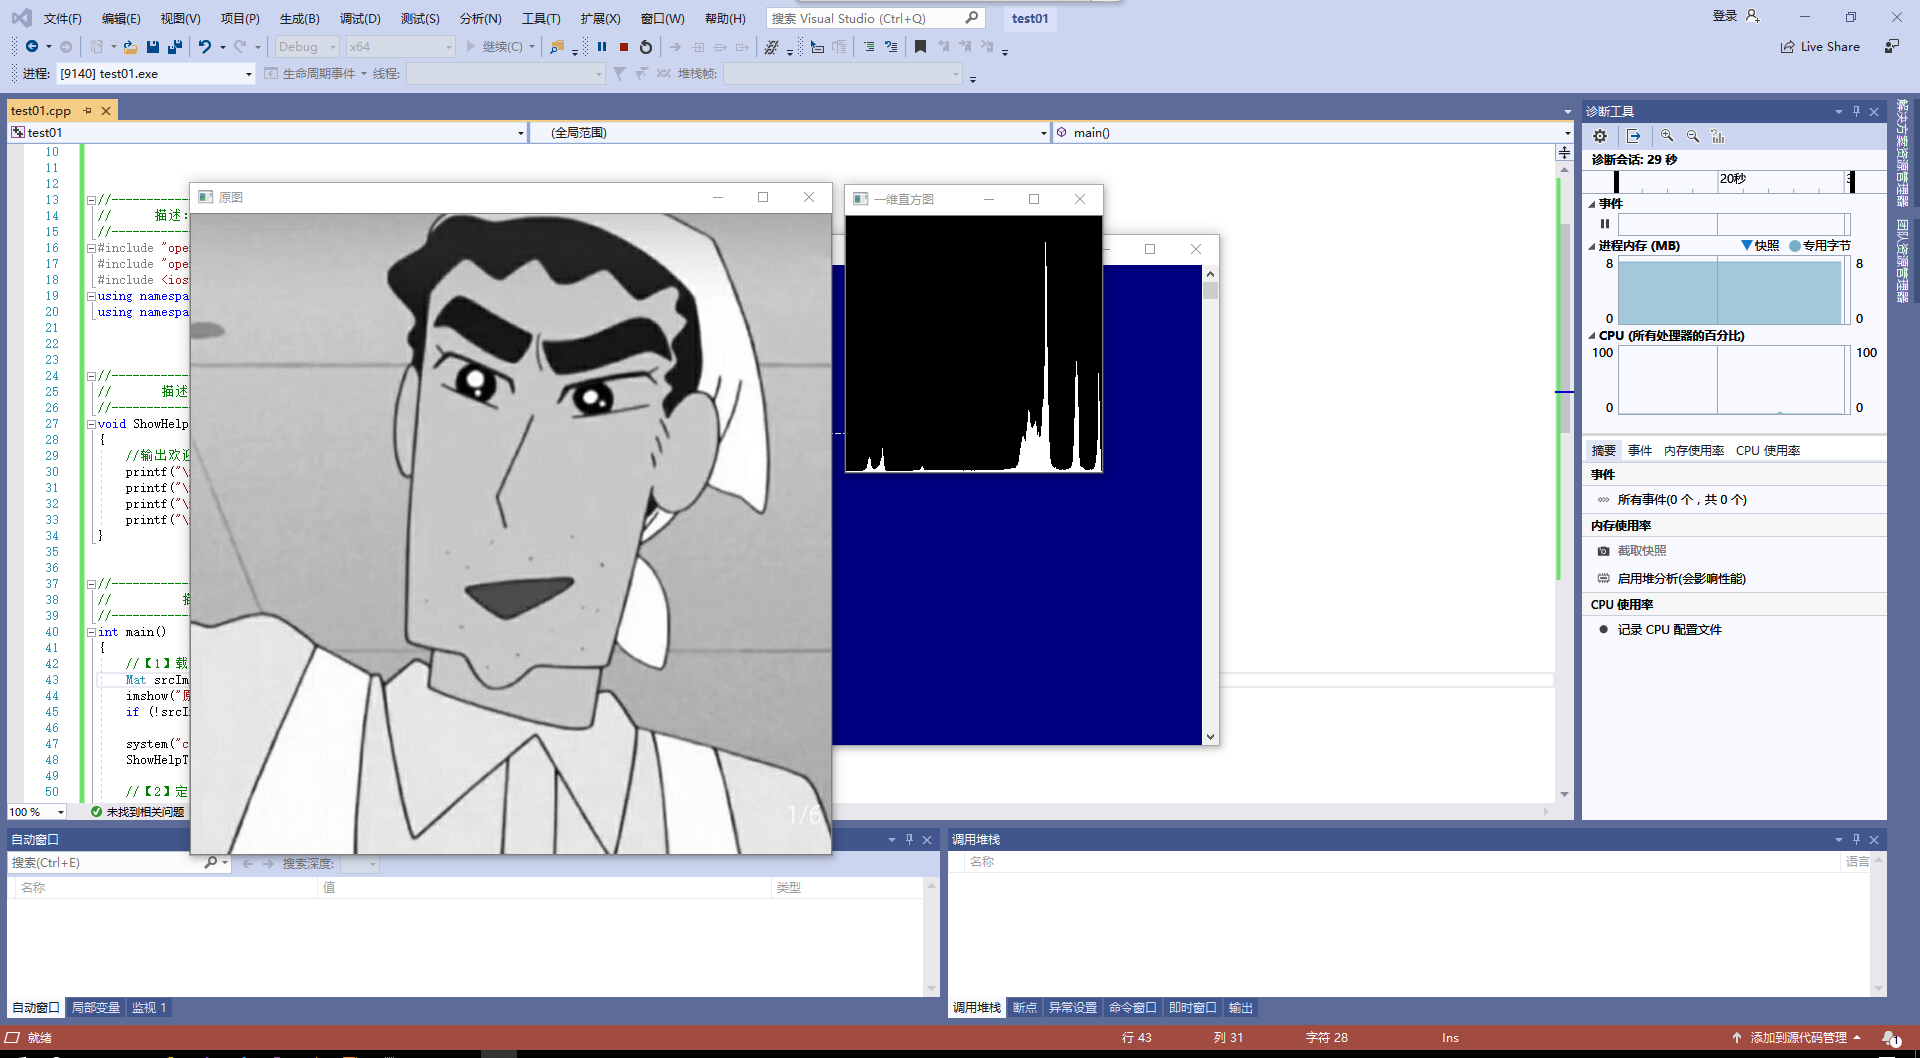 文件(F) 编辑(E) 视图(V) 项目(P) 生成(B) 调试(D) 测试(S) 分析(N) 工具(T) 扩展(X) 窗口(W) 帮助(H) 搜索 Visual Studio (Ctrl+Q) test01 登录
Debug x64 继续(C) Live Share
进程: [9140] test01.exe 生命周期事件 线程: 堆栈帧:
test01.cpp
test01 (全局范围) main()
10
11
12
13 //------------
14 // 描述:
15 //------------
16 #include "ope
17 #include "ope
18 #include <ios
19 using namespa
20 using namespa
21
22
23
24 //------------
25 // 描述
26 //------------
27 void ShowHelp
28 {
29 //输出欢迎
30 printf("\
31 printf("\
32 printf("\
33 printf("\
34 }
35
36
37 //------------
38 //
39 //------------
40 int main()
41 {
42 //【1】载
43 Mat srcIm
44 imshow("原
45 if (!srcI
46
47 system("c
48 ShowHelpT
49
50 //【2】定
原图
1/6
一维直方图
100 % 未找到相关问题
诊断工具
诊断会话: 29 秒
20秒
事件
进程内存 (MB) 快照 专用字节
8 8
0 0
CPU (所有处理器的百分比)
100 100
0 0
摘要 事件 内存使用率 CPU 使用率
事件
所有事件(0 个，共 0 个)
内存使用率
截取快照
启用堆分析(会影响性能)
CPU 使用率
记录 CPU 配置文件
解决方案资源管理器
团队资源管理器
自动窗口
搜索(Ctrl+E) 搜索深度:
名称 值 类型
自动窗口 局部变量 监视 1
调用堆栈
名称 语言
调用堆栈 断点 异常设置 命令窗口 即时窗口 输出
就绪 行 43 列 31 字符 28 Ins 添加到源代码管理 1